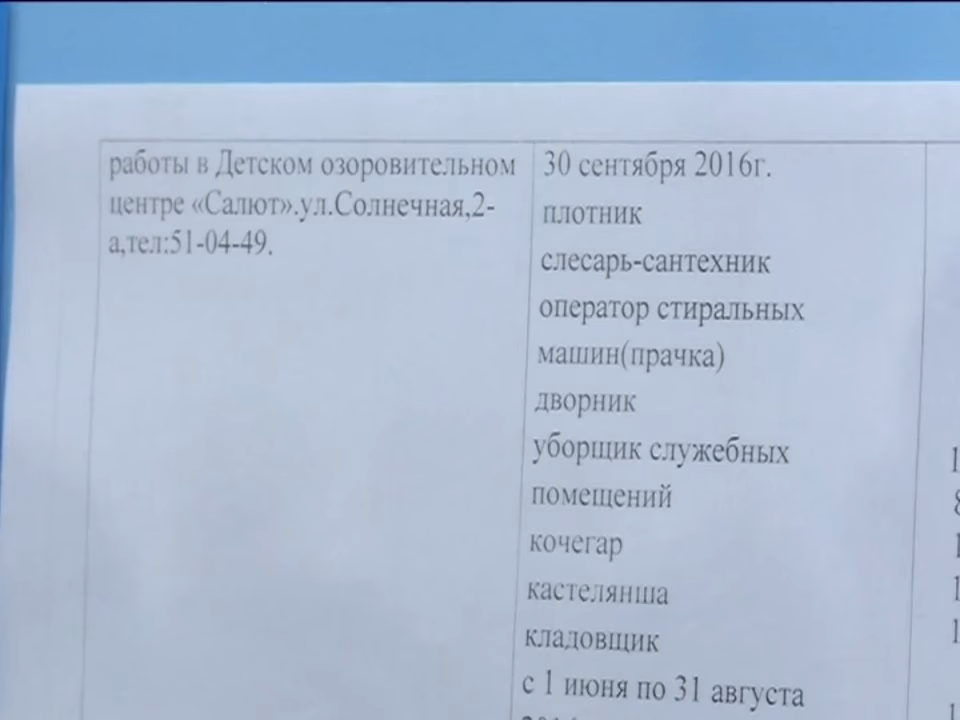 работы в Детском озоровительном
центре «Салют».ул.Солнечная,2-
а,тел:51-04-49.
30 сентября 2016г.
плотник
слесарь-сантехник
оператор стиральных
машин(прачка)
дворник
уборщик служебных
помещений
кочегар
кастелянша
кладовщик
с 1 июня по 31 августа